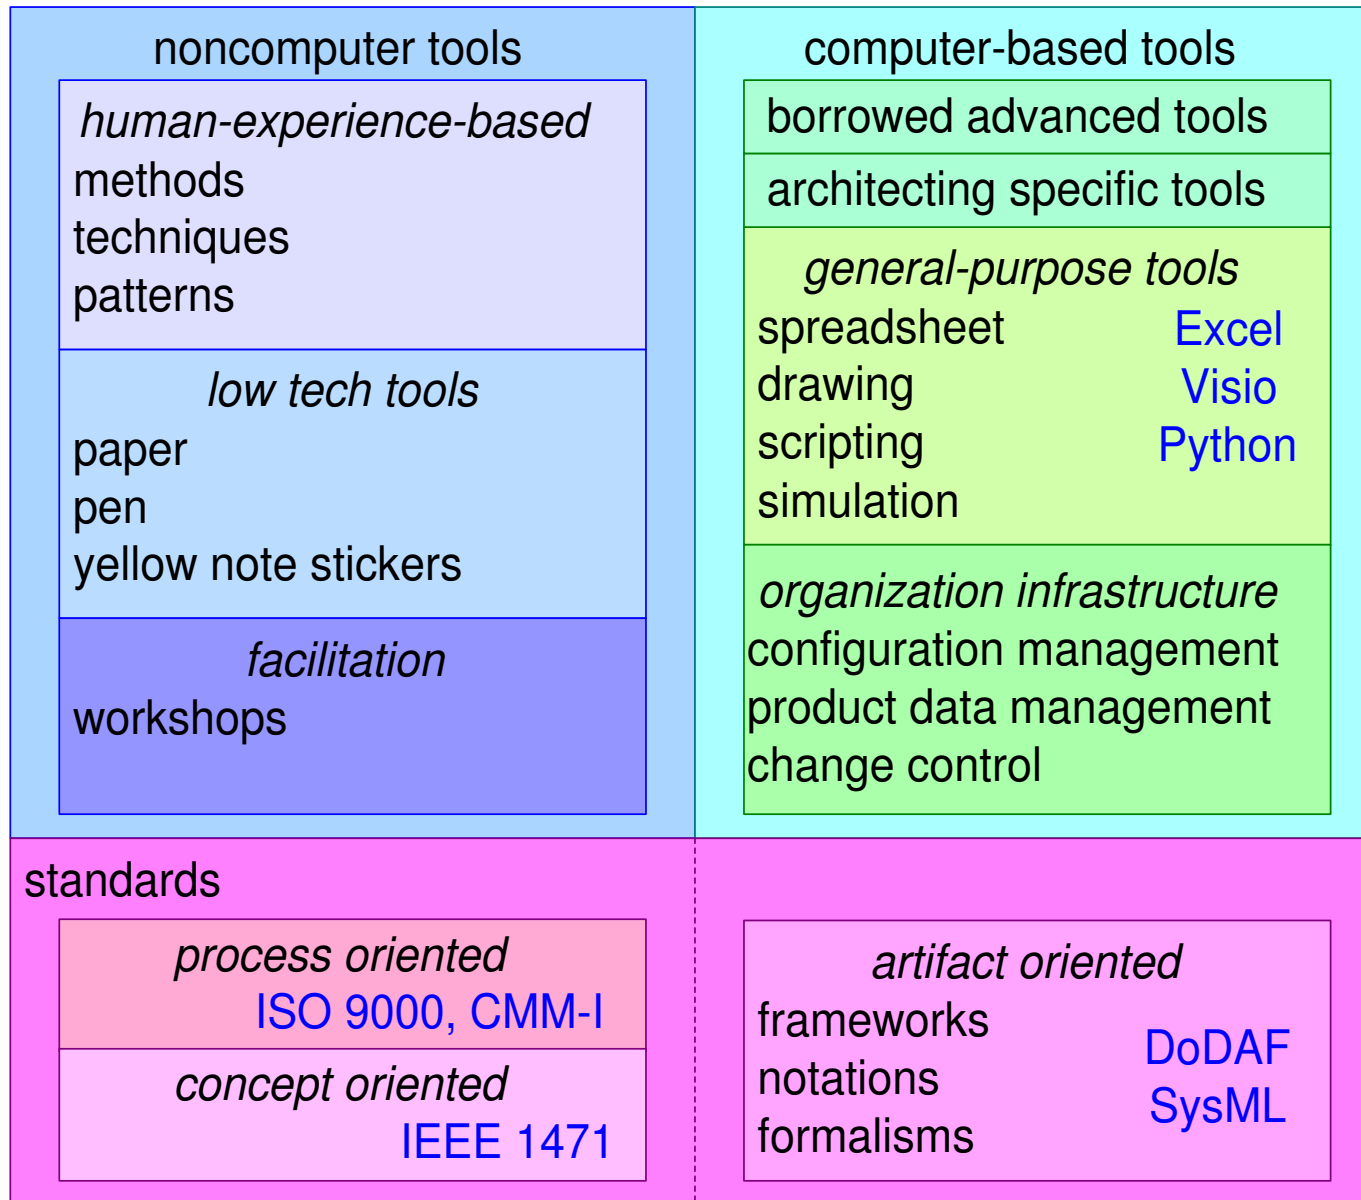 noncomputer tools
human-experience-based
methods
techniques
patterns
low tech tools
paper
pen
yellow note stickers
facilitation
workshops
computer-based tools
borrowed advanced tools
architecting specific tools
general-purpose tools
spreadsheet Excel
drawing Visio
scripting Python
simulation
organization infrastructure
configuration management
product data management
change control
standards
process oriented
ISO 9000, CMM-I
concept oriented
IEEE 1471
artifact oriented
frameworks
DoDAF
notations
SysML
formalisms